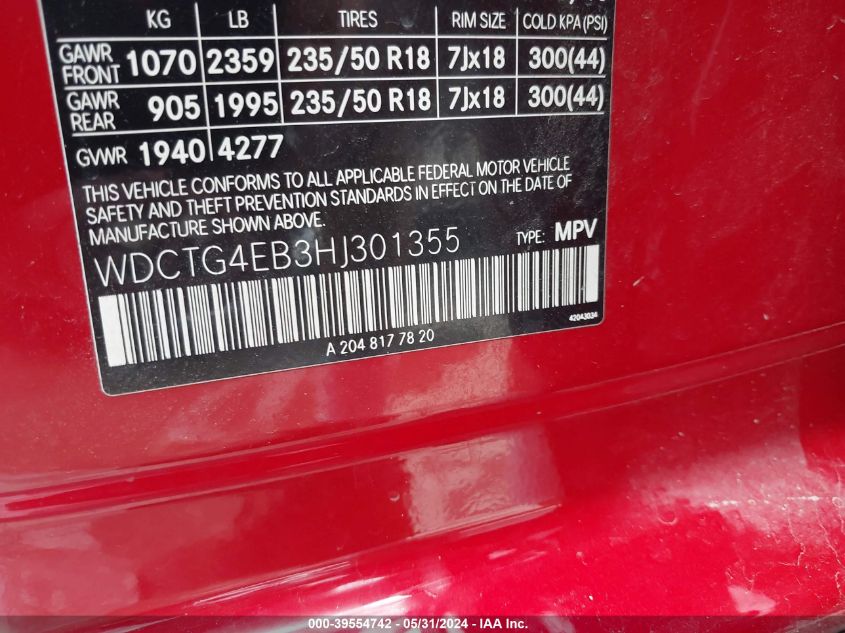 KG LB TIRES RIM SIZE COLD KPA (PSI)
GAWR FRONT 1070 2359 235/50 R18 7Jx18 300(44)
GAWR REAR 905 1995 235/50 R18 7Jx18 300(44)
GVWR 1940 4277
THIS VEHICLE CONFORMS TO ALL APPLICABLE FEDERAL MOTOR VEHICLE
SAFETY AND THEFT PREVENTION STANDARDS IN EFFECT ON THE DATE OF
MANUFACTURE SHOWN ABOVE.
WDCTG4EB3HJ301355 TYPE: MPV
42043034
A 204 817 78 20
000-39554742 - 05/31/2024 - IAA Inc.